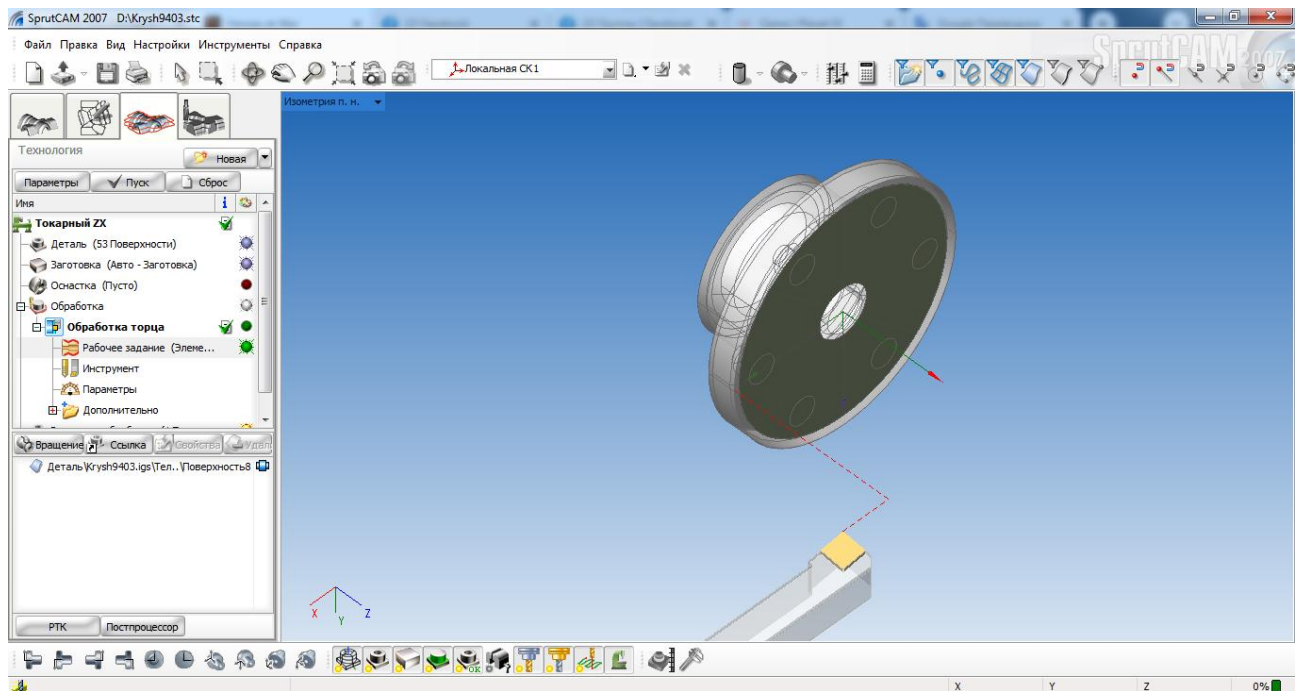 SprutCAM 2007 D:\Krysh9403.stc
Файл Правка Вид Настройки Инструменты Справка
SprutCAM 2007
Локальная СК1
Изометрия п. н.
Технология
Новая
Параметры Пуск Сброс
Имя
Токарный ZX
Деталь (53 Поверхности)
Заготовка (Авто - Заготовка)
Оснастка (Пусто)
Обработка
Обработка торца
Рабочее задание (Элеме...
Инструмент
Параметры
Дополнительно
Вращение Ссылка Свойства Удал
Деталь\Krysh9403.igs\Тел..\Поверхность8
X Y Z
РТК Постпроцессор
X Y Z 0%